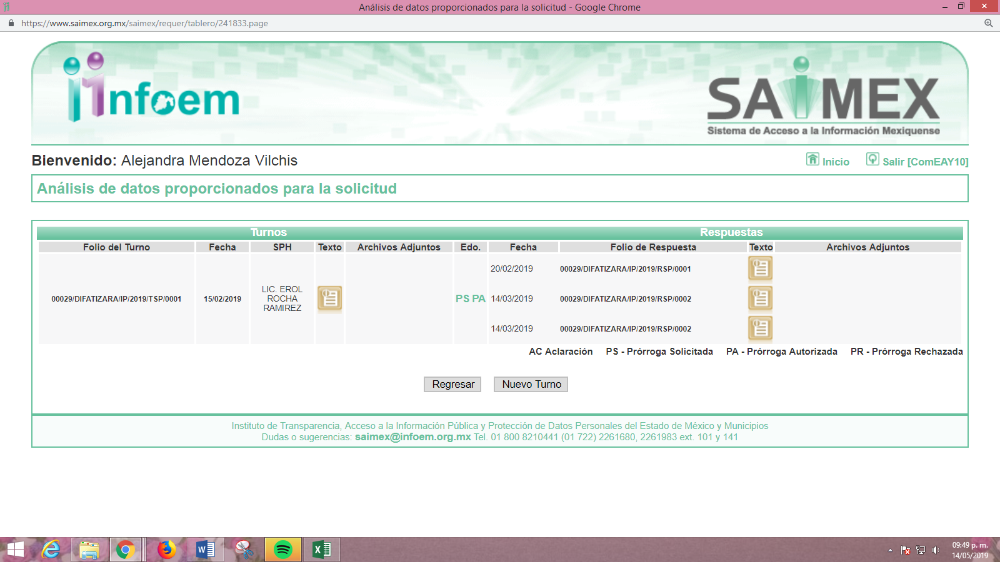 Análisis de datos proporcionados para la solicitud - Google Chrome
https://www.saimex.org.mx/saimex/requer/tablero/241833.page
infoem
SAIMEX
Sistema de Acceso a la Información Mexiquense
Bienvenido: Alejandra Mendoza Vilchis
Inicio Salir [ComEAY10]
Análisis de datos proporcionados para la solicitud
Turnos Respuestas
Folio del Turno Fecha SPH Texto Archivos Adjuntos Edo. Fecha Folio de Respuesta Texto Archivos Adjuntos
20/02/2019 00029/DIFATIZARA/IP/2019/RSP/0001
00029/DIFATIZARA/IP/2019/TSP/0001 15/02/2019 LIC. EROL
ROCHA
RAMIREZ
PS PA 14/03/2019 00029/DIFATIZARA/IP/2019/RSP/0002
14/03/2019 00029/DIFATIZARA/IP/2019/RSP/0002
AC Aclaración PS - Prórroga Solicitada PA - Prórroga Autorizada PR - Prórroga Rechazada
Regresar Nuevo Turno
Instituto de Transparencia, Acceso a la Información Pública y Protección de Datos Personales del Estado de México y Municipios
Dudas o sugerencias: saimex@infoem.org.mx Tel. 01 800 8210441 (01 722) 2261680, 2261983 ext. 101 y 141
09:49 p. m.
14/05/2019